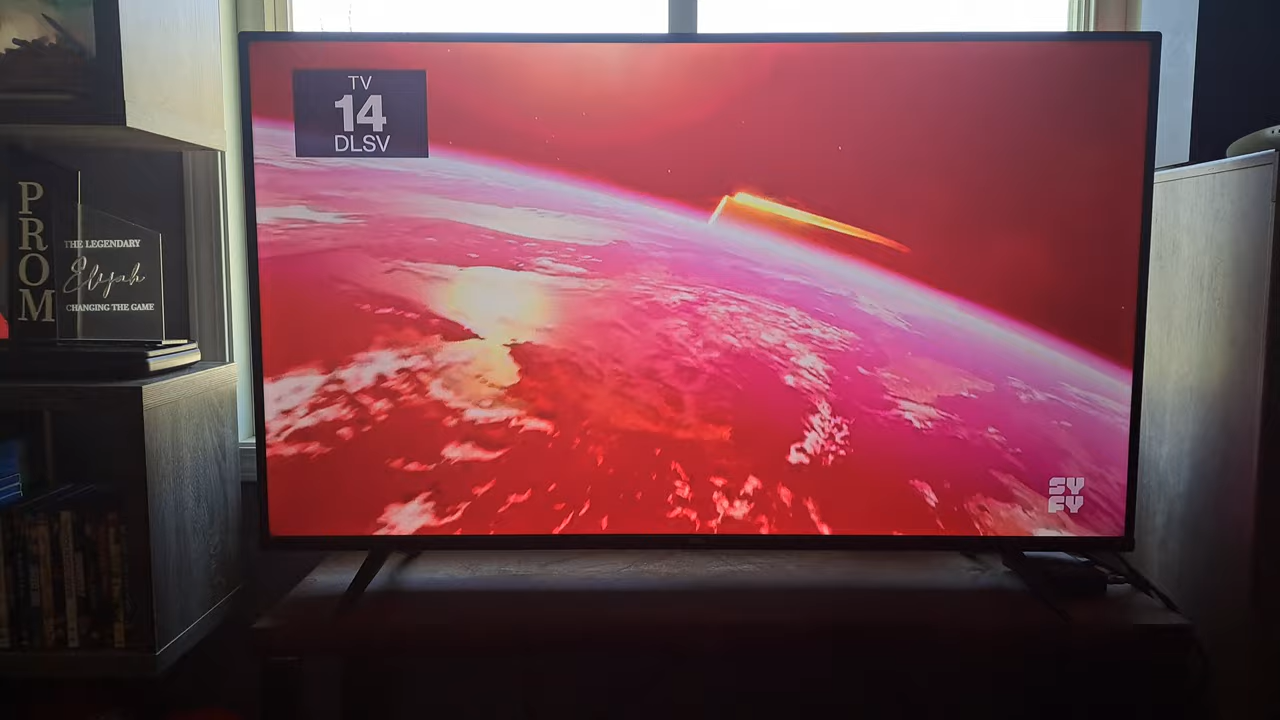 TV
14
DLSV
PROM
THE LEGENDARY
Elijah
CHANGING THE GAME
SY
FY